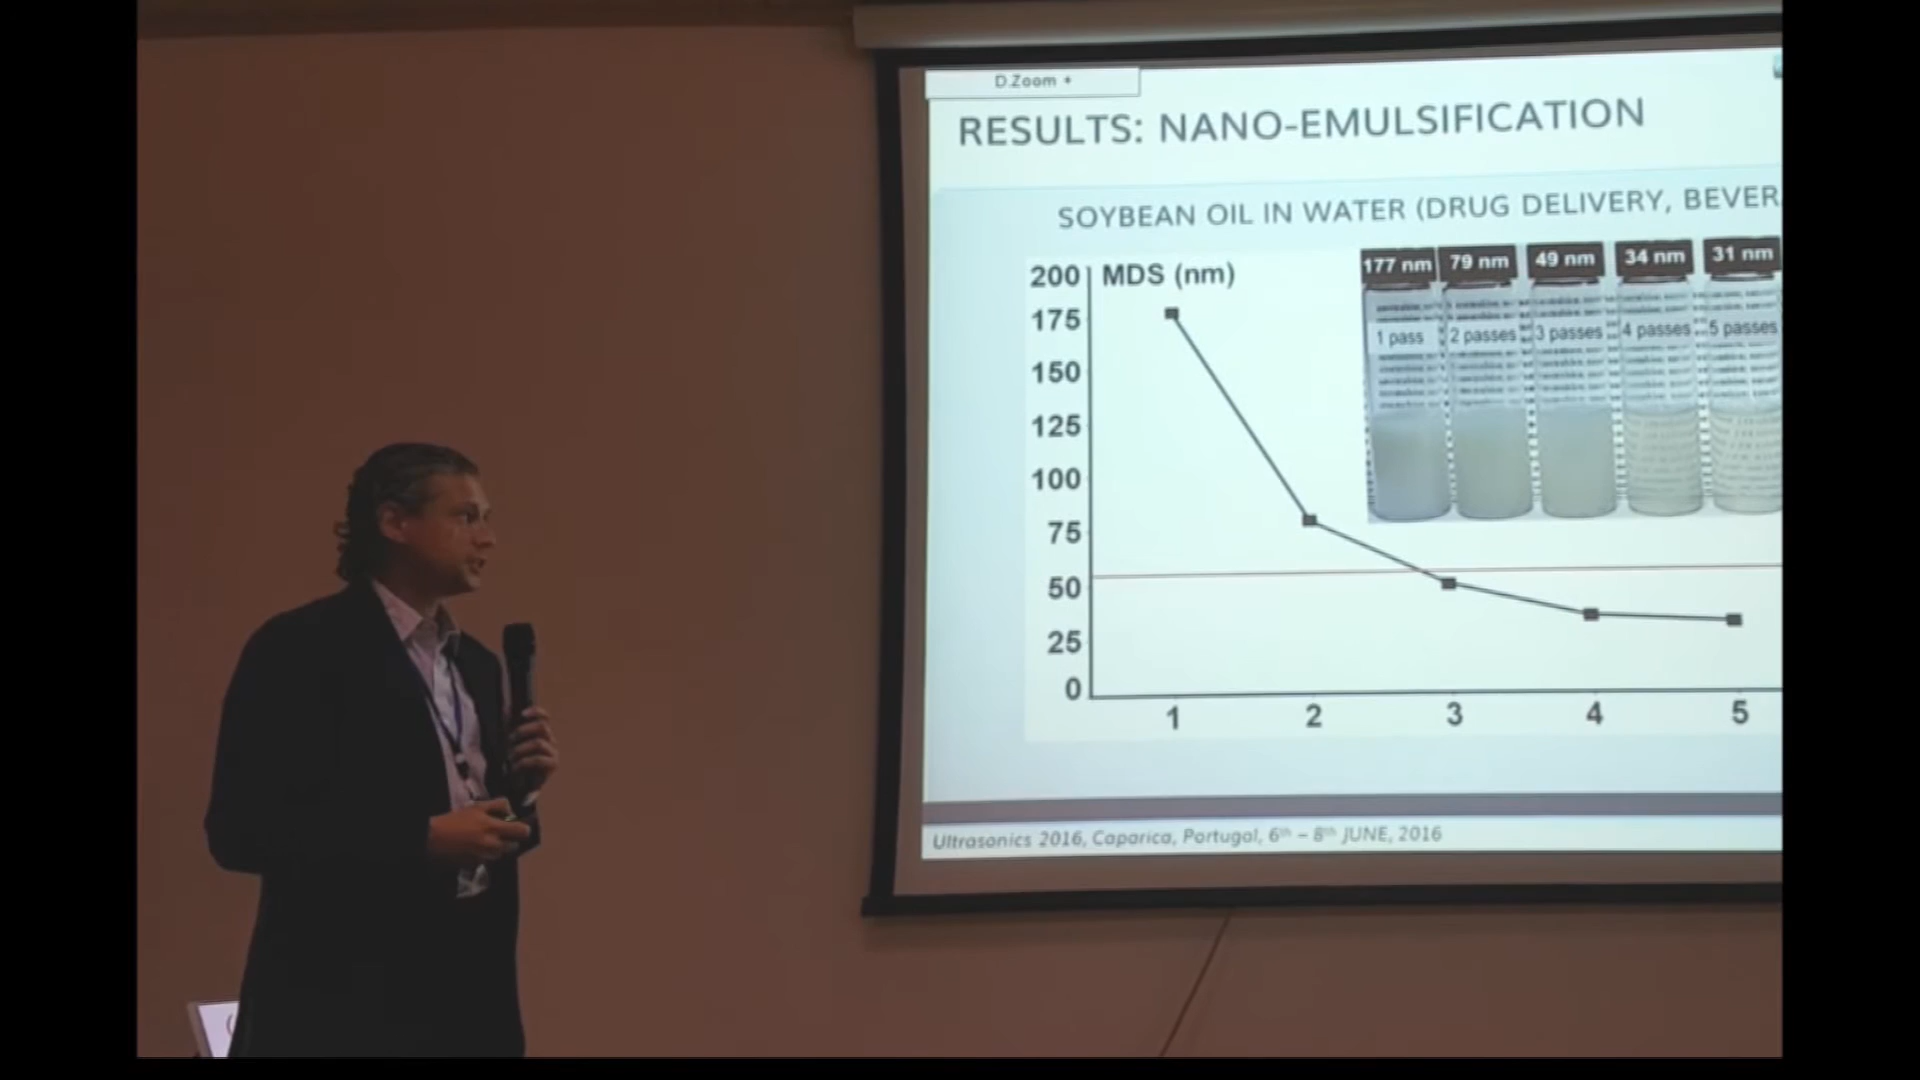 D.Zoom +
RESULTS: NANO-EMULSIFICATION
SOYBEAN OIL IN WATER (DRUG DELIVERY, BEVER
177 nm 79 nm 49 nm 34 nm 31 nm
1 pass 2 passes 3 passes 4 passes 5 passes
MDS (nm)
200
175
150
125
100
75
50
25
0
1 2 3 4 5
Ultrasonics 2016, Caparica, Portugal, 6th – 8th JUNE, 2016